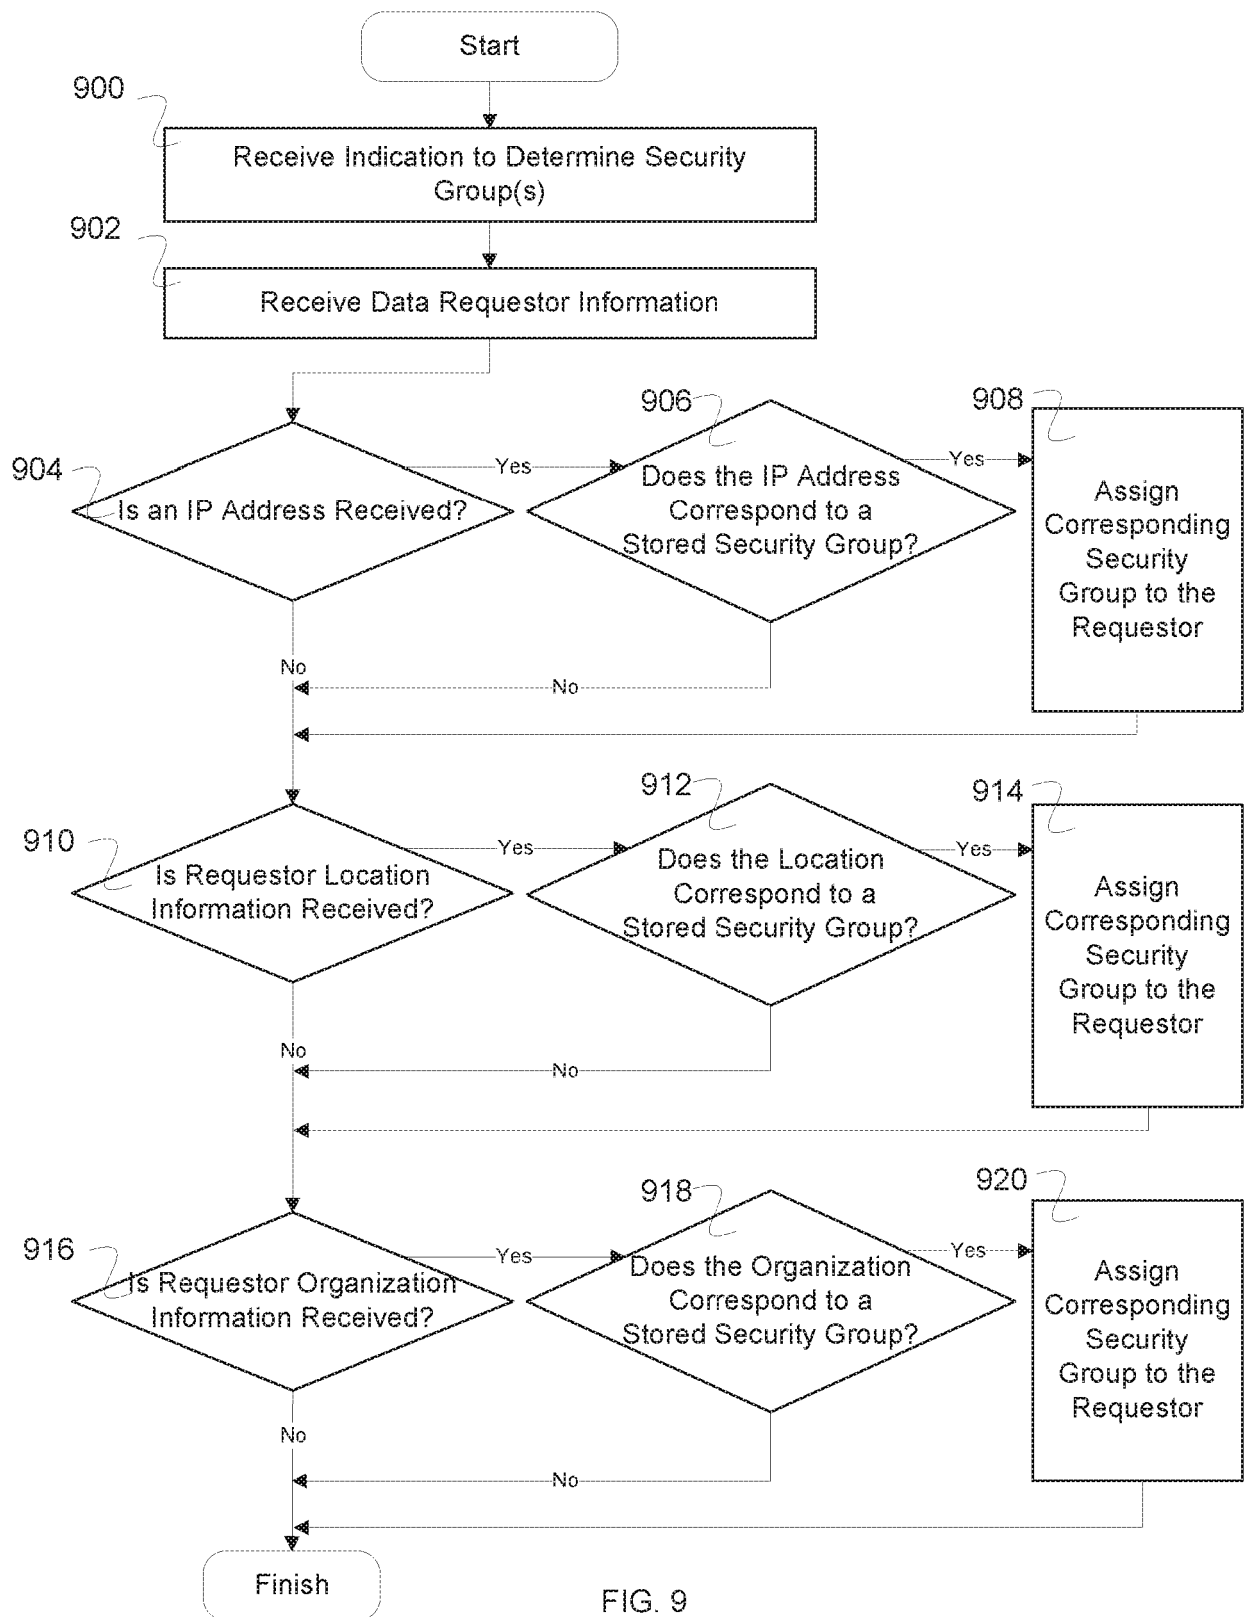 Start
900
Receive Indication to Determine Security
Group(s)
902
Receive Data Requestor Information
904
Is an IP Address Received?
Yes
906
Does the IP Address
Correspond to a
Stored Security Group?
Yes
908
Assign
Corresponding
Security
Group to the
Requestor
No
No
910
Is Requestor Location
Information Received?
Yes
912
Does the Location
Correspond to a
Stored Security Group?
Yes
914
Assign
Corresponding
Security
Group to the
Requestor
No
No
916
Is Requestor Organization
Information Received?
Yes
918
Does the Organization
Correspond to a
Stored Security Group?
Yes
920
Assign
Corresponding
Security
Group to the
Requestor
No
No
Finish
FIG. 9